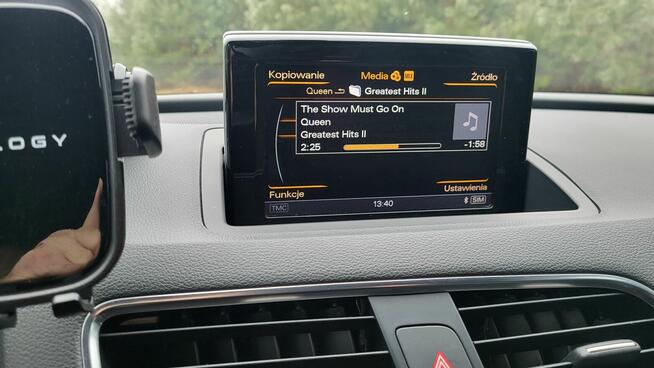 LOGY
Kopiowanie Media MIX Źródło
Queen Greatest Hits II
The Show Must Go On
Queen
Greatest Hits II
2:25 -1:58
Funkcje Ustawienia
TMC 13:40 SIM